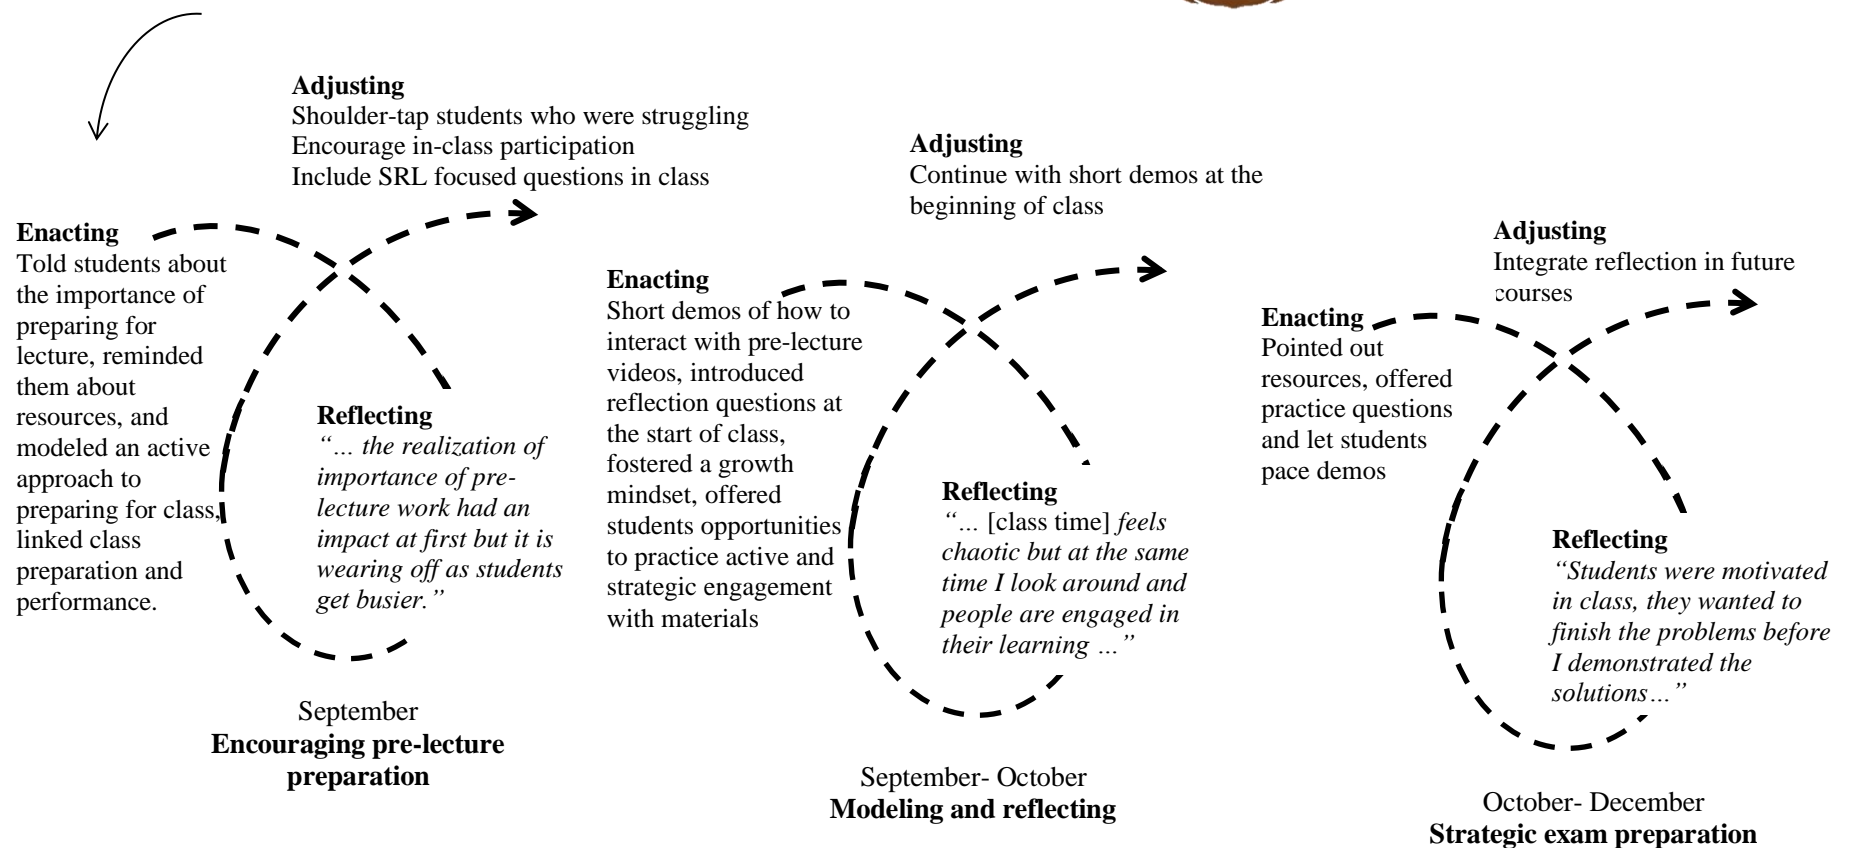 Adjusting
Shoulder-tap students who were struggling
Encourage in-class participation
Include SRL focused questions in class
Enacting
Told students about
the importance of
preparing for
lecture, reminded
them about
resources, and
modeled an active
approach to
preparing for class,
linked class
preparation and
performance.
Reflecting
“… the realization of
importance of pre-
lecture work had an
impact at first but it is
wearing off as students
get busier.”
September
Encouraging pre-lecture
preparation
Adjusting
Continue with short demos at the
beginning of class
Enacting
Short demos of how to
interact with pre-lecture
videos, introduced
reflection questions at
the start of class,
fostered a growth
mindset, offered
students opportunities
to practice active and
strategic engagement
with materials
Reflecting
“… [class time] feels
chaotic but at the same
time I look around and
people are engaged in
their learning …”
September- October
Modeling and reflecting
Adjusting
Integrate reflection in future
courses
Enacting
Pointed out
resources, offered
practice questions
and let students
pace demos
Reflecting
“Students were motivated
in class, they wanted to
finish the problems before
I demonstrated the
solutions…”
October- December
Strategic exam preparation